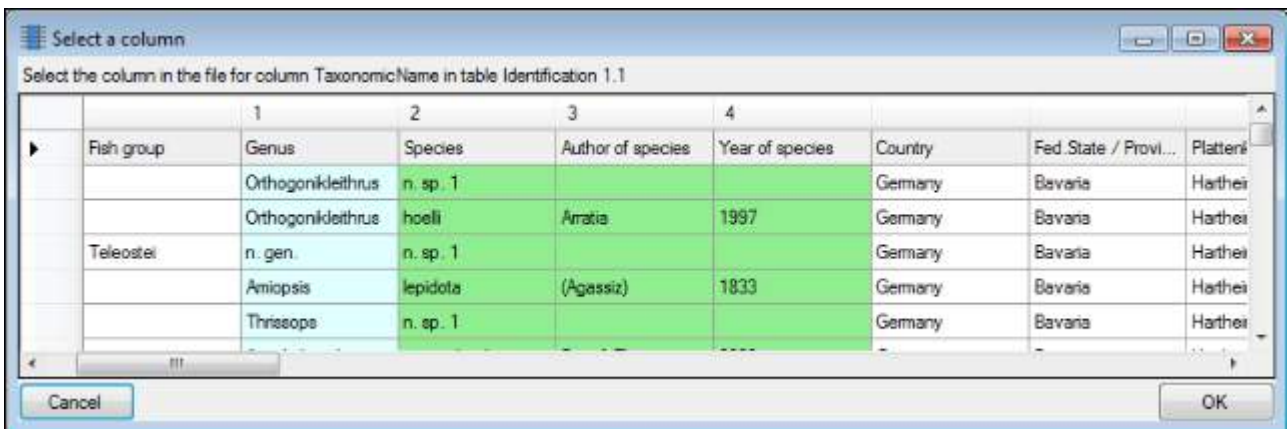 Select a column
Select the column in the file for column TaxonomicName in table Identification 1.1
1 2 3 4
Fish group Genus Species Author of species Year of species Country Fed.State / Provi...
Orthogonikleithrus n. sp. 1 Germany Bavaria
Orthogonikleithrus hoelli Arratia 1997 Germany Bavaria
Teleostei n. gen. n. sp. 1 Germany Bavaria
Amiopsis lepidota (Agassiz) 1833 Germany Bavaria
Thrissops n. sp. 1 Germany Bavaria
Cancel OK